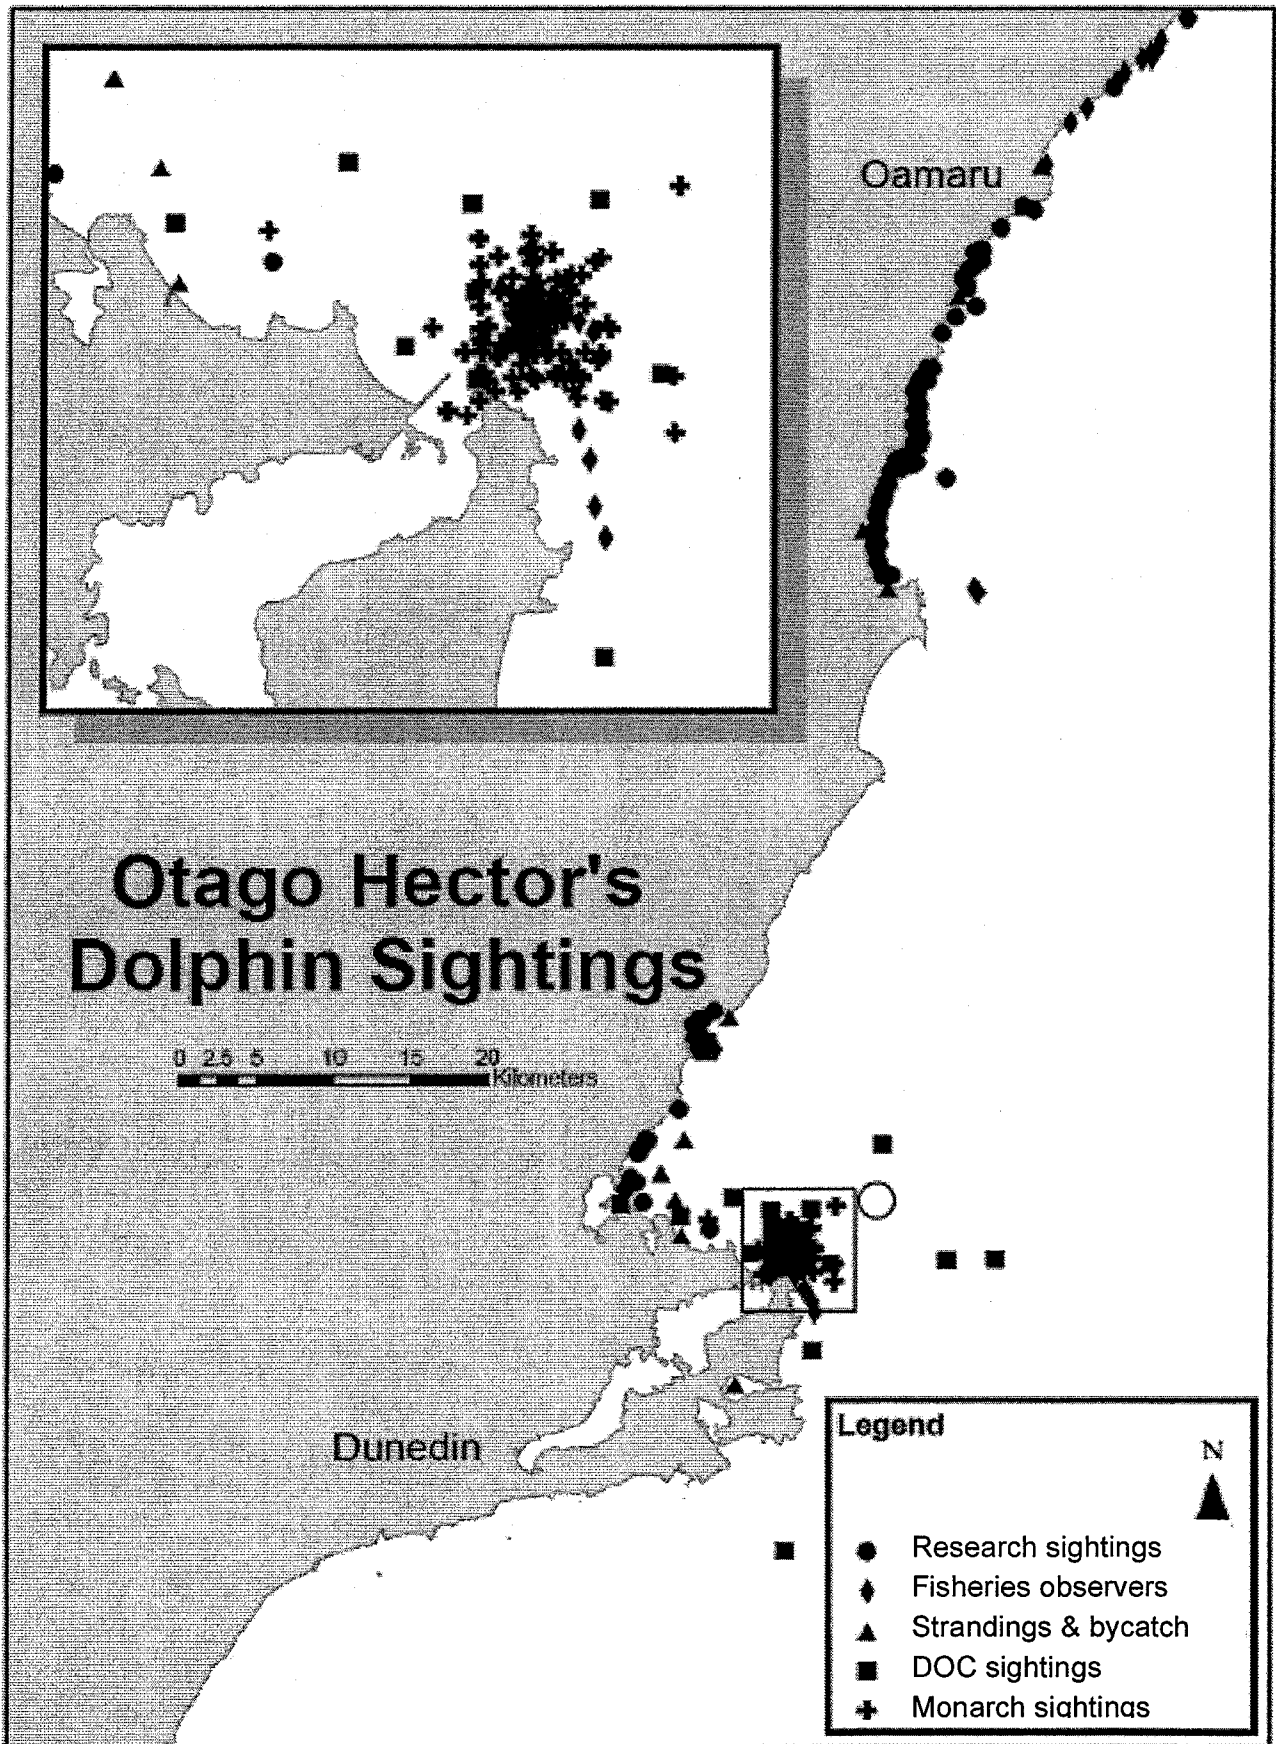 Oamaru
Otago Hector's
Dolphin Sightings
0 2.5 5 10 15 20
Kilometers
Dunedin
Legend
N
Research sightings
Fisheries observers
Strandings & bycatch
DOC sightings
Monarch sightings